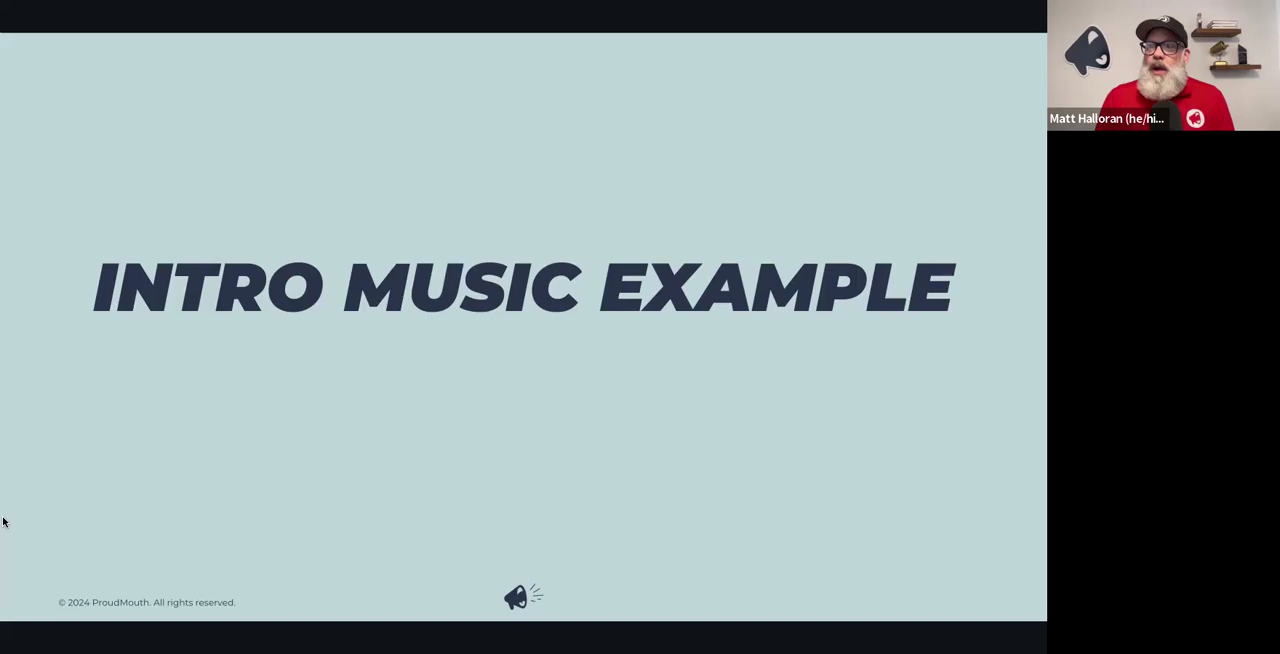 INTRO MUSIC EXAMPLE
© 2024 ProudMouth. All rights reserved.
Matt Halloran (he/hi...